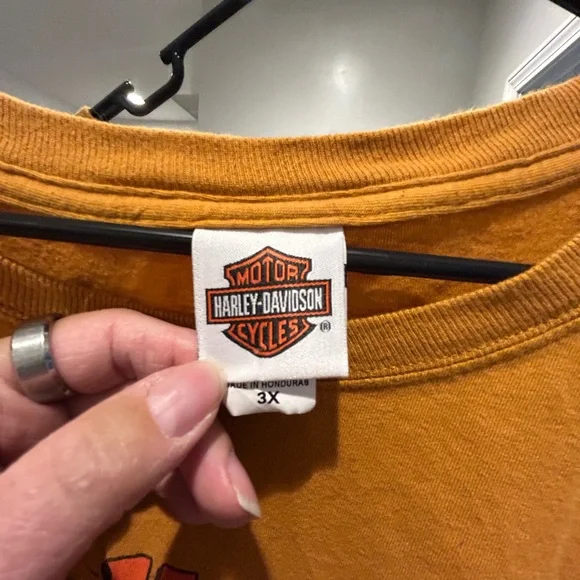 MOTOR
HARLEY-DAVIDSON
CYCLES
®
MADE IN HONDURAS
3X